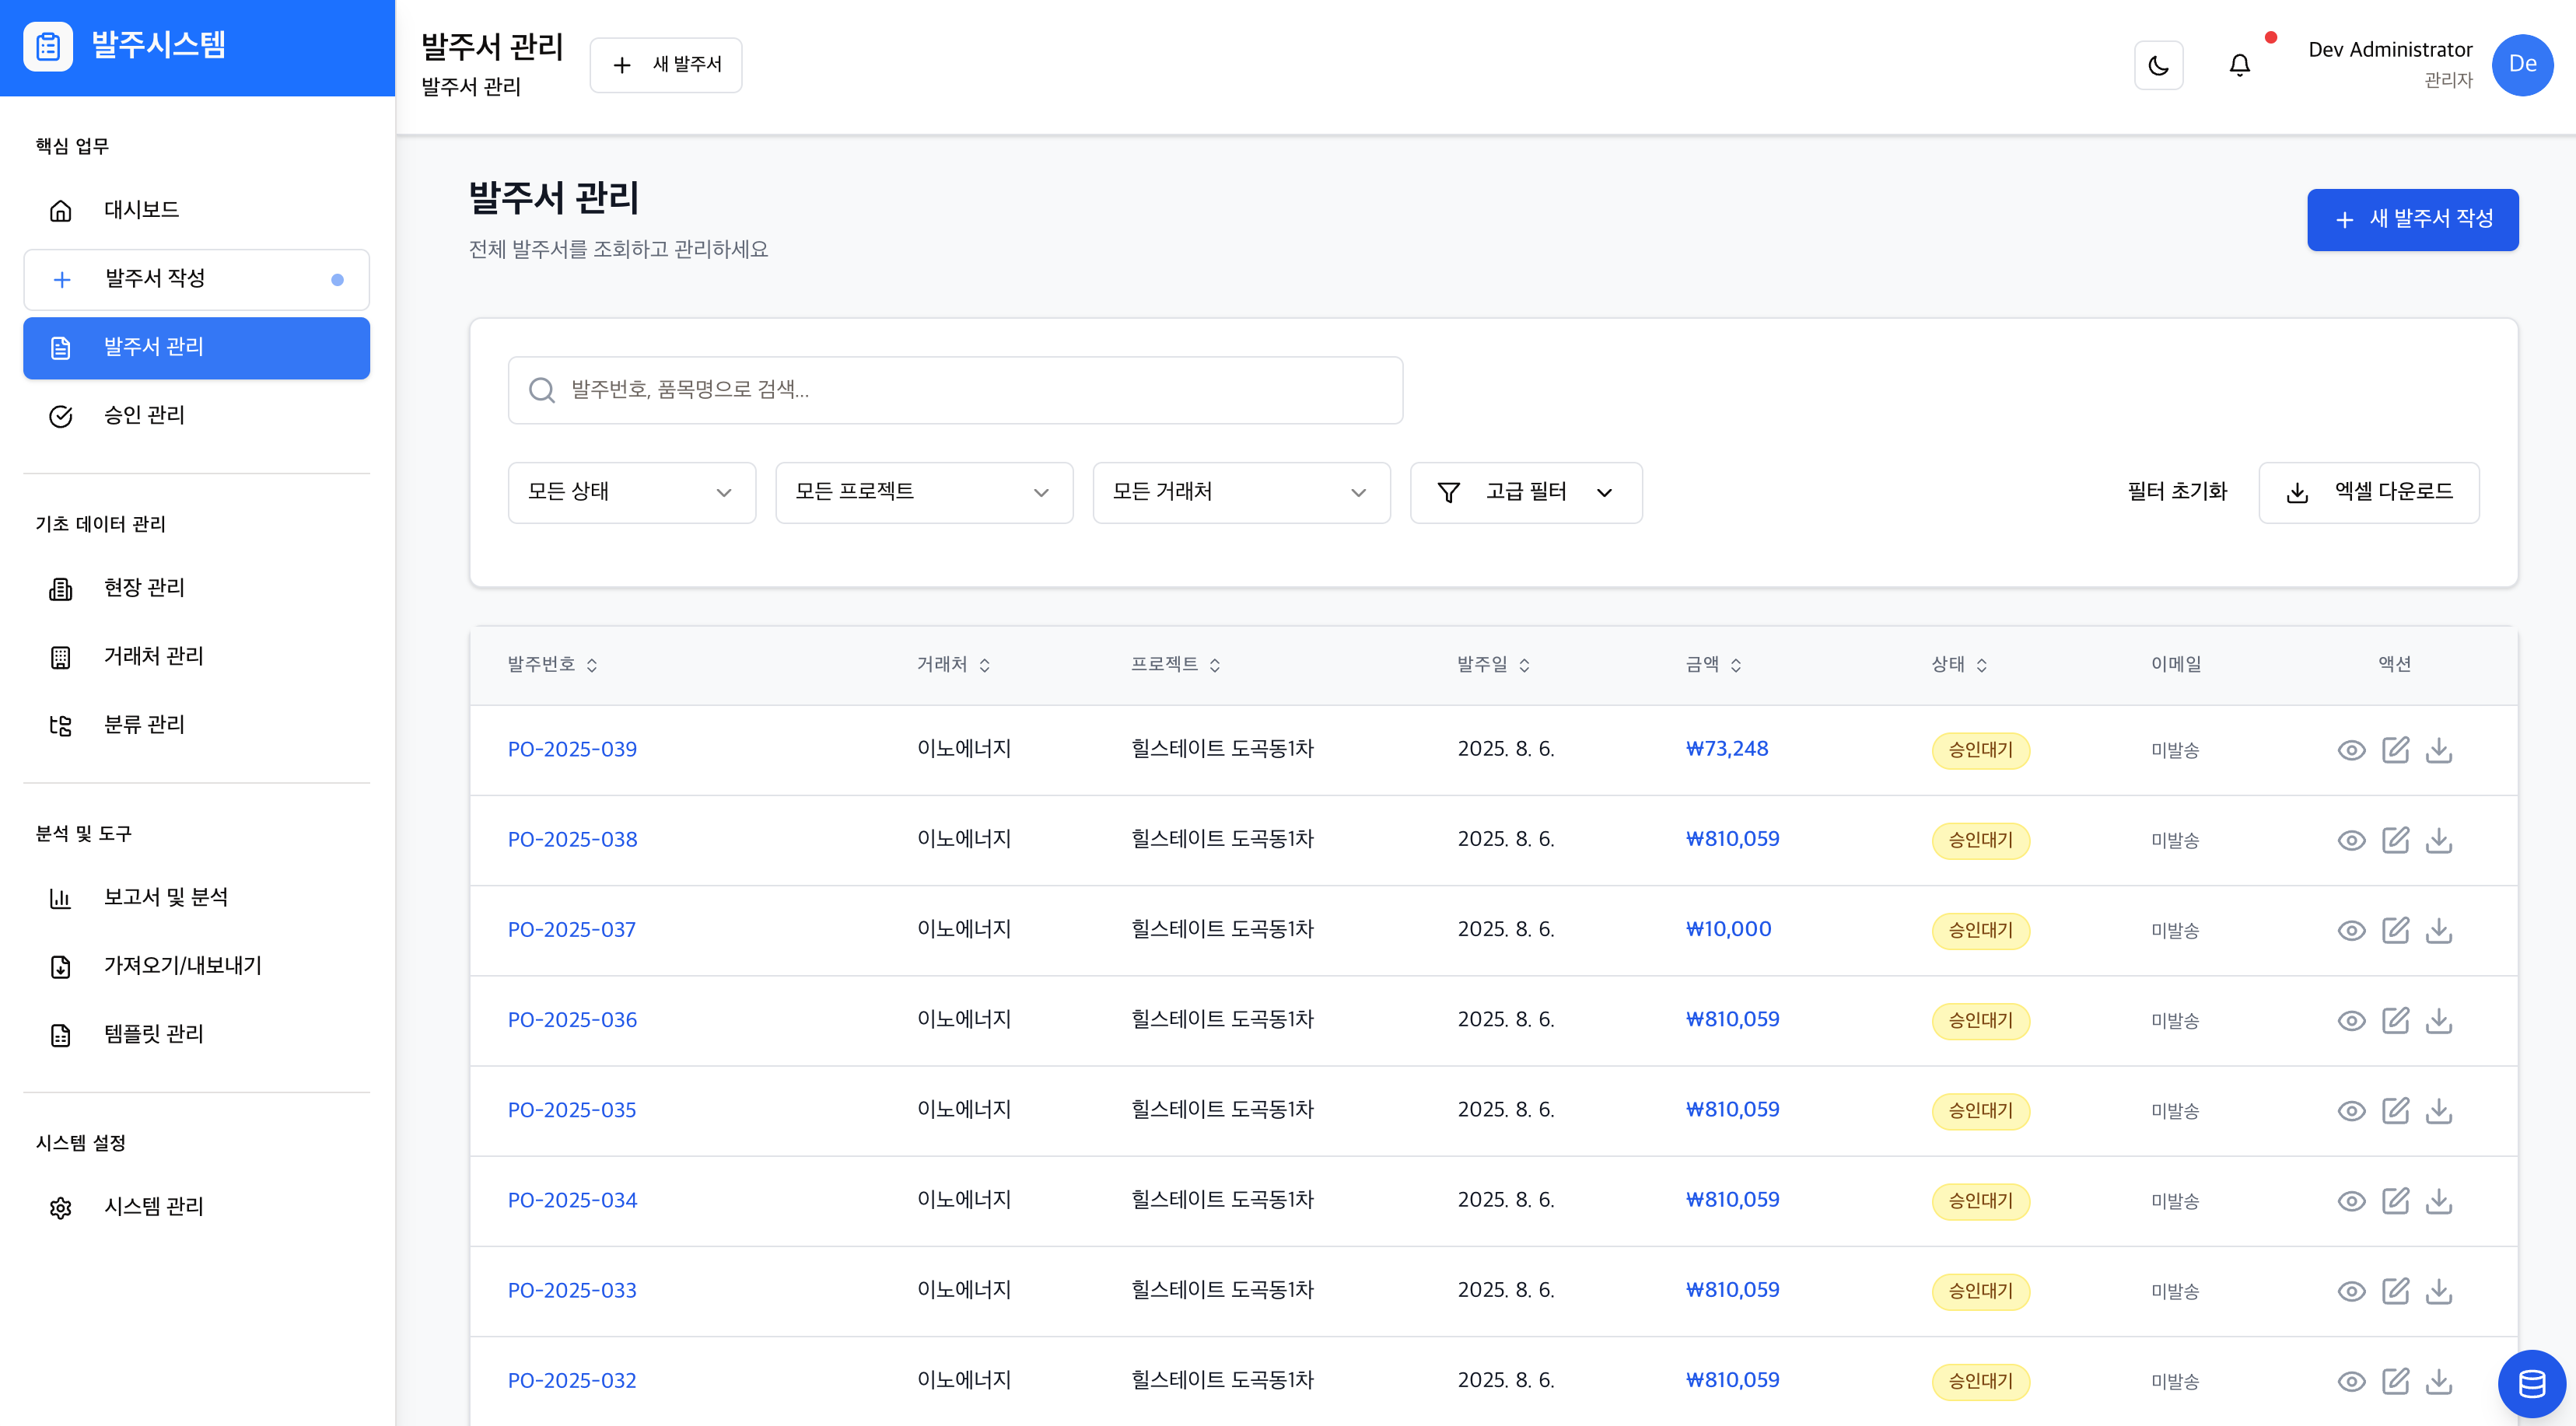 발주시스템
핵심 업무
대시보드
발주서 작성
발주서 관리
승인 관리
기초 데이터 관리
현장 관리
거래처 관리
분류 관리
분석 및 도구
보고서 및 분석
가져오기/내보내기
템플릿 관리
시스템 설정
시스템 관리
발주서 관리
발주서 관리
새 발주서
Dev Administrator
관리자
De
발주서 관리
전체 발주서를 조회하고 관리하세요
새 발주서 작성
발주번호, 품목명으로 검색...
모든 상태 모든 프로젝트 모든 거래처 고급 필터 필터 초기화 엑셀 다운로드
발주번호 거래처 프로젝트 발주일 금액 상태 이메일 액션
PO-2025-039 이노에너지 힐스테이트 도곡동1차 2025. 8. 6. ₩73,248 승인대기 미발송
PO-2025-038 이노에너지 힐스테이트 도곡동1차 2025. 8. 6. ₩810,059 승인대기 미발송
PO-2025-037 이노에너지 힐스테이트 도곡동1차 2025. 8. 6. ₩10,000 승인대기 미발송
PO-2025-036 이노에너지 힐스테이트 도곡동1차 2025. 8. 6. ₩810,059 승인대기 미발송
PO-2025-035 이노에너지 힐스테이트 도곡동1차 2025. 8. 6. ₩810,059 승인대기 미발송
PO-2025-034 이노에너지 힐스테이트 도곡동1차 2025. 8. 6. ₩810,059 승인대기 미발송
PO-2025-033 이노에너지 힐스테이트 도곡동1차 2025. 8. 6. ₩810,059 승인대기 미발송
PO-2025-032 이노에너지 힐스테이트 도곡동1차 2025. 8. 6. ₩810,059 승인대기 미발송